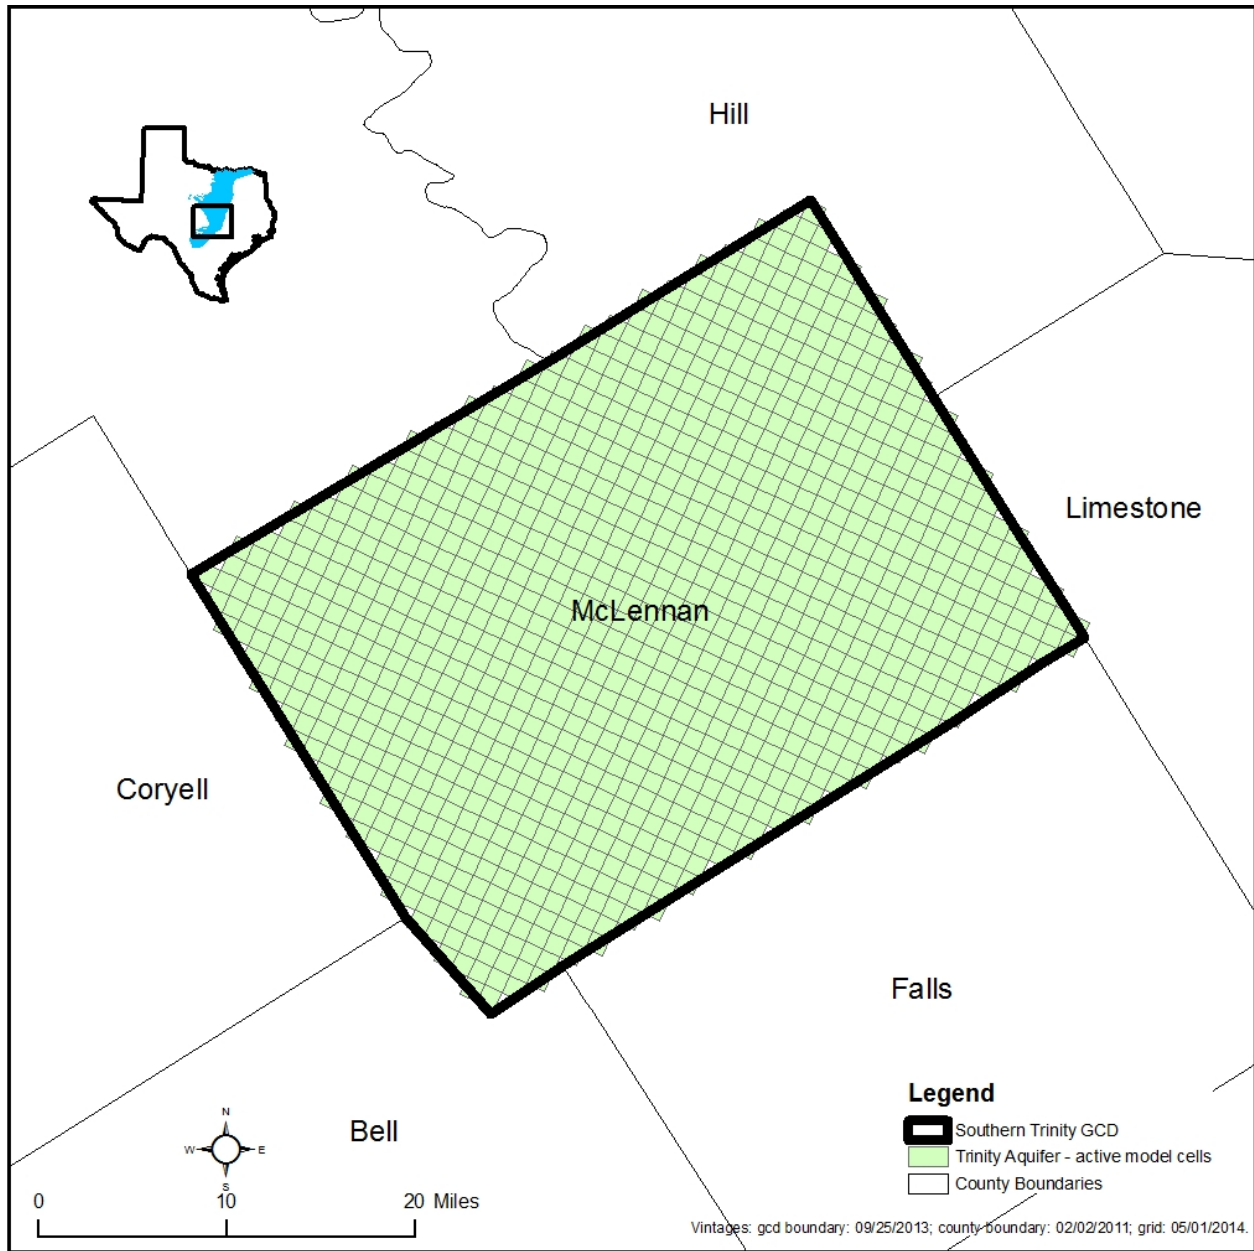 Hill
Limestone
McLennan
Coryell
Falls
Legend
Southern Trinity GCD
Trinity Aquifer - active model cells
County Boundaries
Bell
N
W
E
S
0 10 20 Miles
Vintages: gcd boundary: 09/25/2013; county boundary: 02/02/2011; grid: 05/01/2014.